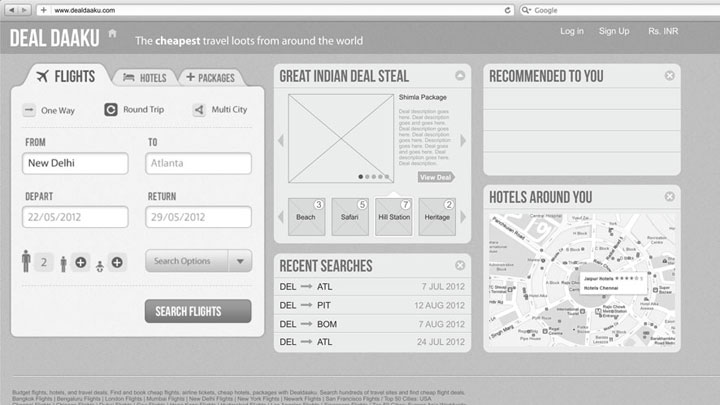 www.dealdaaku.com
Google
DEAL DAAKU
The cheapest travel loots from around the world
Log in
Sign Up
Rs. INR
FLIGHTS
HOTELS
PACKAGES
One Way
Round Trip
Multi City
FROM
TO
New Delhi
Atlanta
DEPART
RETURN
22/05/2012
29/05/2012
2
Search Options
SEARCH FLIGHTS
GREAT INDIAN DEAL STEAL
Shimla Package
Deal description goes
here. Deal description
goes and goes here.
Deal description goes
here. Deal description
goes here. Deal
description goes here.
Deal description.
View Deal
3
5
7
2
Beach
Safari
Hill Station
Heritage
RECENT SEARCHES
DEL ATL 7 JUL 2012
DEL PIT 12 AUG 2012
DEL BOM 7 AUG 2012
DEL ATL 24 JUL 2012
RECOMMENDED TO YOU
HOTELS AROUND YOU
Jaipur Hotels
Hotels Chennai
Budget flights, hotels, and travel deals. Find and book cheap flights, airline tickets, cheap hotels, packages with Dealdaaku. Search hundreds of travel sites and find cheap flight deals.
Bangkok Flights | Bengaluru Flights | London Flights | Mumbai Flights | New Delhi Flights | New York Flights | Newark Flights | San Francisco Flights | Top 50 Cities: USA